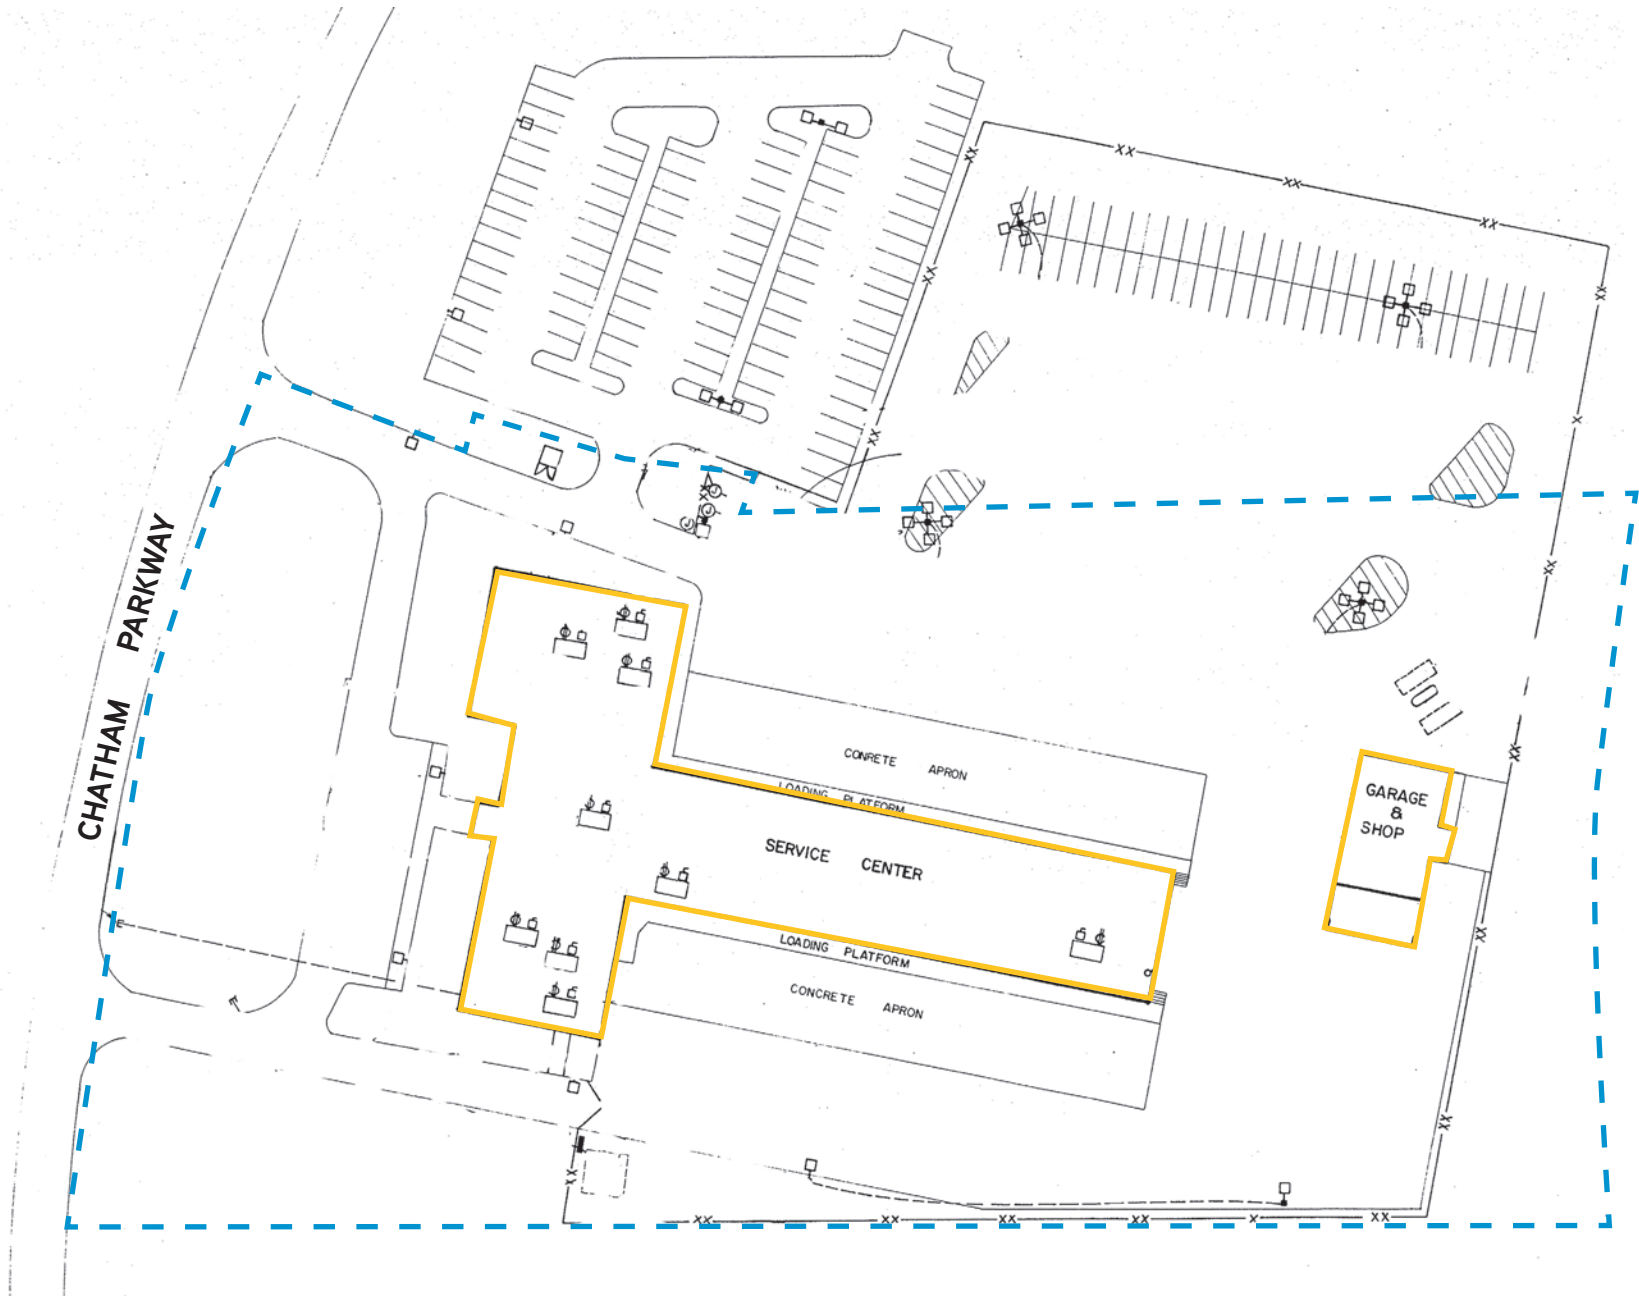 CHATHAM PARKWAY
CONRETE APRON
LOADING PLATFORM
SERVICE CENTER
GARAGE
&
SHOP
LOADING PLATFORM
CONCRETE APRON